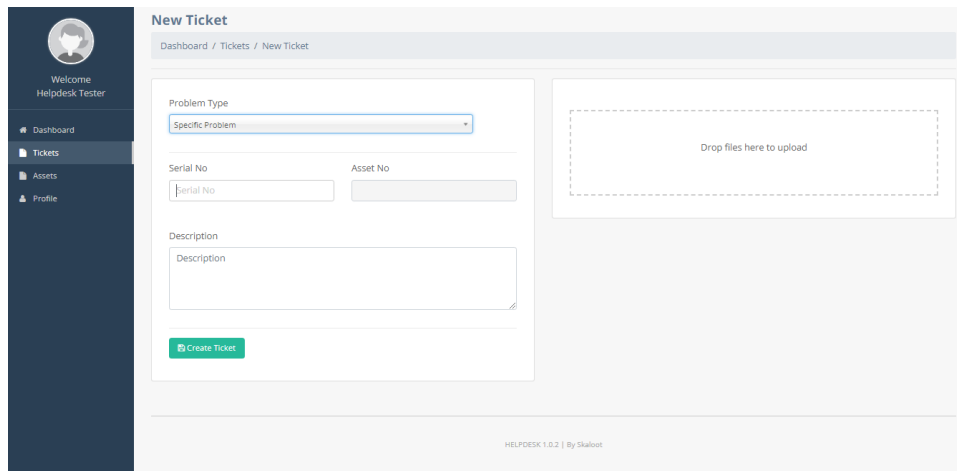 New Ticket
Dashboard / Tickets / New Ticket
Welcome
Helpdesk Tester
Dashboard
Tickets
Assets
Profile
Problem Type
Specific Problem
Serial No
Asset No
Serial No
Description
Description
Create Ticket
Drop files here to upload
HELPDESK 1.0.2 | By Skaloot